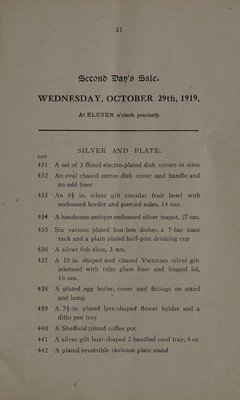 31
Second Day's Sale.
WEDNESDAY, OCTOBER 29th, 1919,
At ELEVEN o'clock precisely.
SILVER AND PLATE.
LOT
431 A set of 3 fluted electro-plated dish covers in sizes
432 An oval chased entrée dish cover and handle and
an odd liner
433 An 8½ in. silver gilt circular fruit bowl with
embossed border and pierced sides, 14 ozs.
434 A handsome antique embossed silver teapot, 27 ozs.
435 Six various plated bon-bon dishes, a 7-bar toast
rack and a plain plated half-pint drinking cup
436 A silver fish slice, 3 ozs.
437 A 10 in. shaped and chased Victorian silver gilt
inkstand with ruby glass liner and hinged lid,
16 ozs.
438 A plated egg boiler, cover and fittings on stand
and lamp
439 A 7½-in. plated lyre-shaped flower holder and a
ditto pen tray
440 A Sheffield plated coffee pot
441 A silver-gilt boat-shaped 2-handled card tray, 4 oz
442 A plated reversible skeleton plate stand